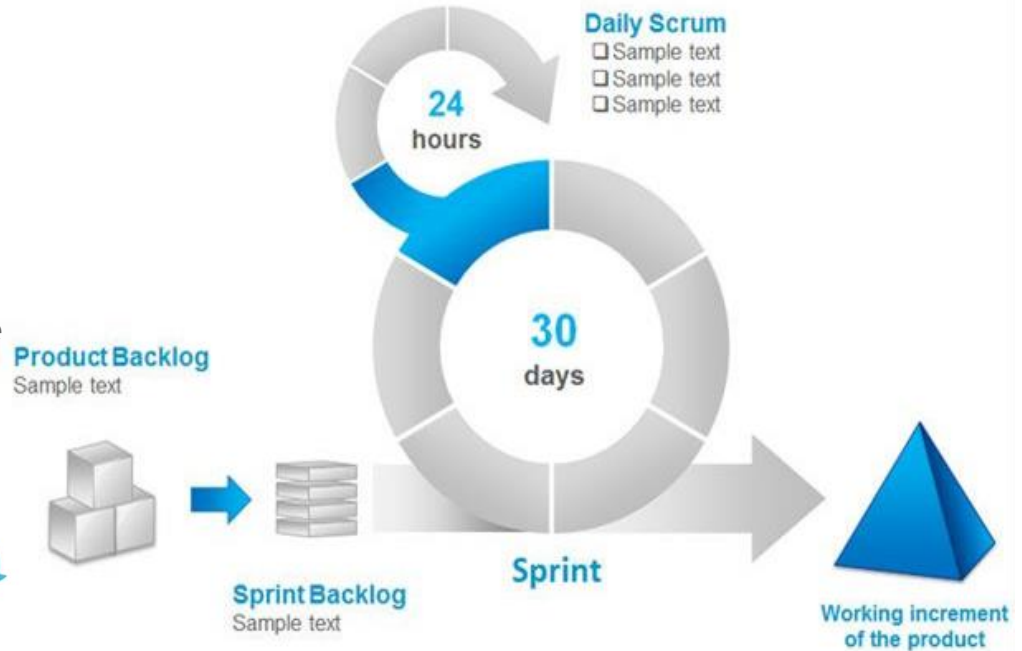 Daily Scrum
❑ Sample text
❑ Sample text
❑ Sample text
24
hours
30
days
Product Backlog
Sample text
Sprint Backlog
Sample text
Sprint
Working increment
of the product